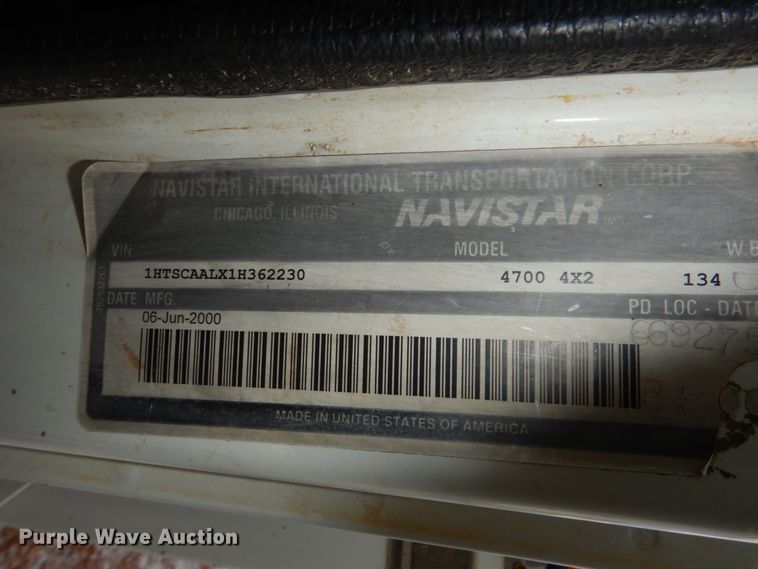 NAVISTAR INTERNATIONAL TRANSPORTATION CORP.
CHICAGO, ILLINOIS NAVISTAR
VIN MODEL W.B
1HTSCAALX1H362230 4700 4X2 134
DATE MFG PD LOC - DATE
06-Jun-2000 669275
MADE IN UNITED STATES OF AMERICA
Purple Wave Auction